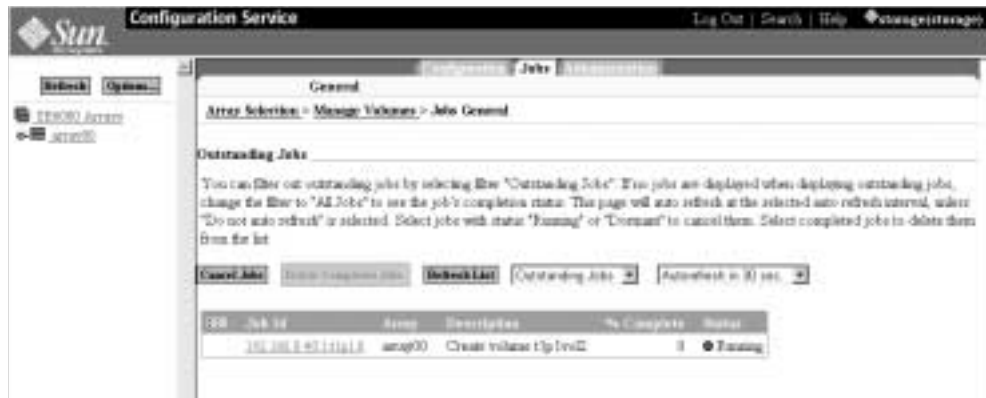 Sun
Configuration Service
Log Out | Search | Help
storage(storage)
Refresh Options...
Arrays
array00
Configuration Jobs Administration
General
Array Selection > Manage Volumes > Jobs General
Outstanding Jobs
You can filter out outstanding jobs by selecting filter "Outstanding Jobs". If no jobs are displayed when displaying outstanding jobs,
change the filter to "All Jobs" to see the job's completion status. This page will auto refresh at the selected auto refresh interval, unless
"Do not auto refresh" is selected. Select jobs with status "Running" or "Dormant" to cancel them. Select completed jobs to delete them
from the list
Cancel Jobs Delete Completed Jobs Refresh List Outstanding Jobs Autorefresh in 30 sec.
Job Id Array Description % Complete Status
array00 Create volume Running